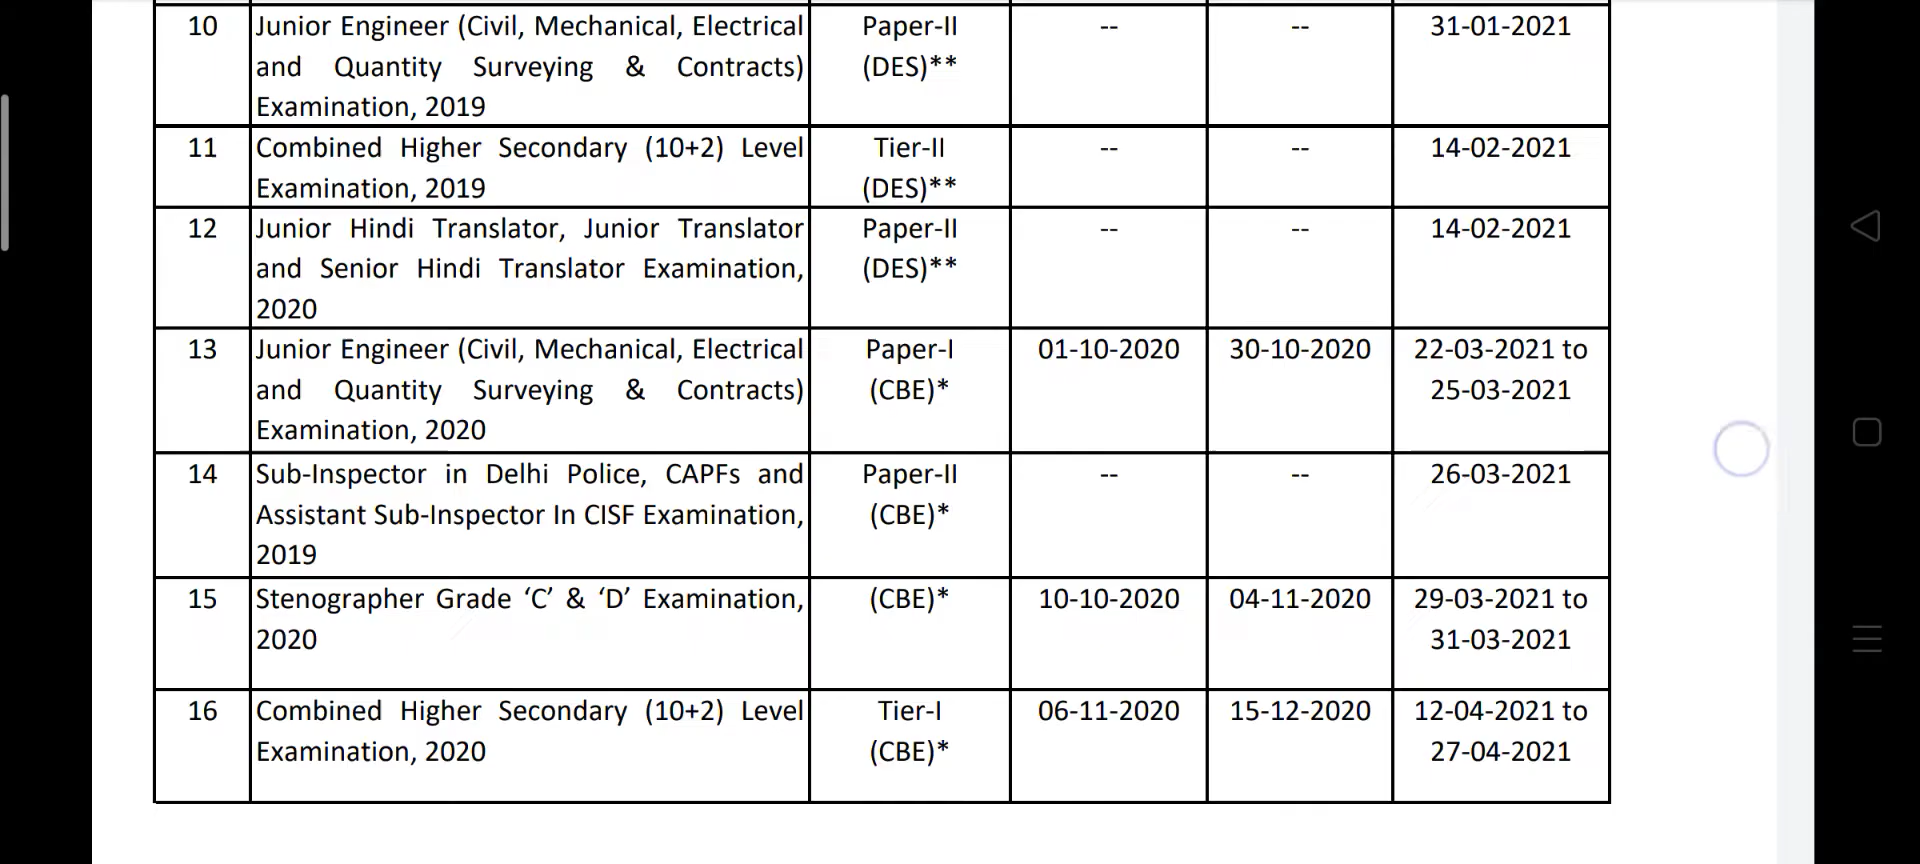 10 Junior Engineer (Civil, Mechanical, Electrical Paper-II -- -- 31-01-2021
and Quantity Surveying & Contracts) (DES)**
Examination, 2019
11 Combined Higher Secondary (10+2) Level Tier-II -- -- 14-02-2021
Examination, 2019 (DES)**
12 Junior Hindi Translator, Junior Translator Paper-II -- -- 14-02-2021
and Senior Hindi Translator Examination, (DES)**
2020
13 Junior Engineer (Civil, Mechanical, Electrical Paper-I 01-10-2020 30-10-2020 22-03-2021 to
and Quantity Surveying & Contracts) (CBE)* 25-03-2021
Examination, 2020
14 Sub-Inspector in Delhi Police, CAPFs and Paper-II -- -- 26-03-2021
Assistant Sub-Inspector In CISF Examination, (CBE)*
2019
15 Stenographer Grade ‘C’ & ‘D’ Examination, (CBE)* 10-10-2020 04-11-2020 29-03-2021 to
2020 31-03-2021
16 Combined Higher Secondary (10+2) Level Tier-I 06-11-2020 15-12-2020 12-04-2021 to
Examination, 2020 (CBE)* 27-04-2021